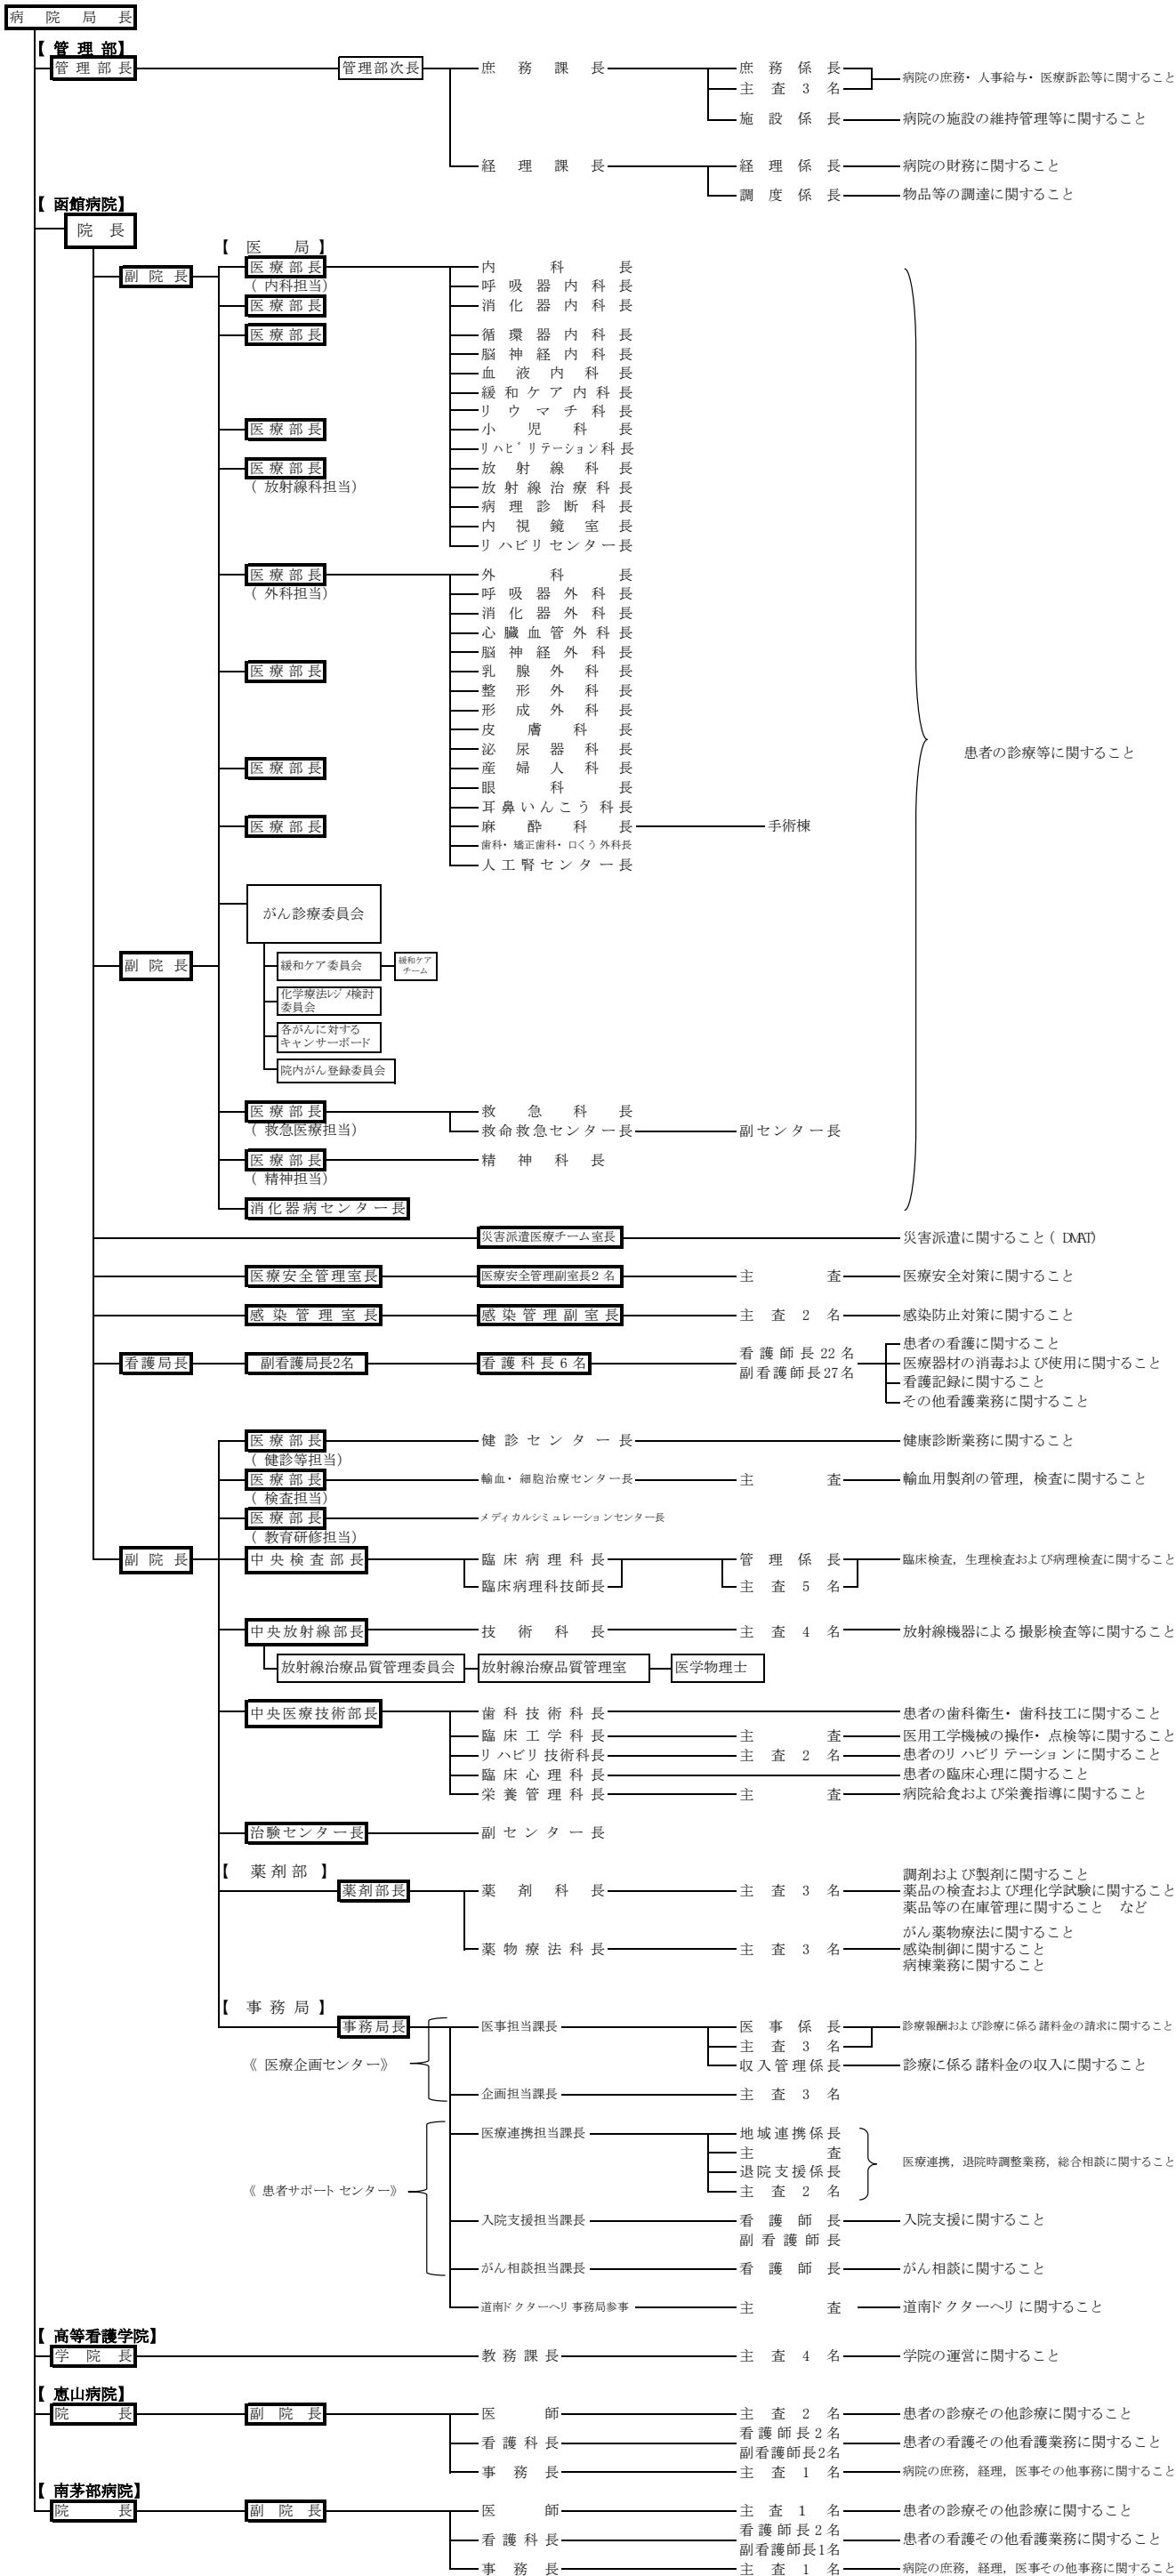 病院局長
【 管 理 部】
管理部長 管理部次長 庶務課長 庶務係長 病院の庶務・人事給与・医療訴訟等に関すること
主査3名
施設係長 病院の施設の維持管理等に関すること
経理課長 経理係長 病院の財務に関すること
調度係長 物品等の調達に関すること
【 函館病院】
院長
【 医 局 】
副院長 医療部長 内科長
( 内科担当) 呼吸器内科長
医療部長 消化器内科長
医療部長 循環器内科長
脳神経内科長
血液内科長
緩和ケア内科長
リウマチ科長
医療部長 小児科長
リハビリテーション科長
医療部長 放射線科長
( 放射線科担当) 放射線治療科長
病理診断科長
内視鏡室長
リハビリセンター長
医療部長 外科長
( 外科担当) 呼吸器外科長
消化器外科長
心臓血管外科長
脳神経外科長
医療部長 乳腺外科長
整形外科長
形成外科長
皮膚科長
患者の診療等に関すること
泌尿器科長
医療部長 産婦人科長
眼科長
耳鼻いんこう科長
医療部長 麻酔科長 手術棟
歯科・矯正歯科・口くう外科長
人工腎センター長
がん診療委員会
副院長 緩和ケア委員会 緩和ケア
チーム
化学療法レジメ検討
委員会
各がんに対する
キャンサーボード
院内がん登録委員会
医療部長 救急科長
( 救急医療担当) 救命救急センター長 副センター長
医療部長 精神科長
( 精神担当)
消化器病センター長
災害派遣医療チーム室長 災害派遣に関すること( DMAT)
医療安全管理室長 医療安全管理副室長2名 主査 医療安全対策に関すること
感染管理室長 感染管理副室長 主査2名 感染防止対策に関すること
患者の看護に関すること
看護局長 副看護局長2名 看護科長6名 看護師長22名 医療器材の消毒および使用に関すること
副看護師長27名 看護記録に関すること
その他看護業務に関すること
医療部長 健診センター長 健康診断業務に関すること
( 健診等担当)
医療部長 輸血・細胞治療センター長 主査 輸血用製剤の管理,検査に関すること
( 検査担当)
医療部長 メディカルシミュレーションセンター長
( 教育研修担当)
副院長 中央検査部長 臨床病理科長 管理係長 臨床検査,生理検査および病理検査に関すること
臨床病理科技師長 主査5名
中央放射線部長 技術科長 主査4名 放射線機器による撮影検査等に関すること
放射線治療品質管理委員会 放射線治療品質管理室 医学物理士
中央医療技術部長 歯科技術科長 患者の歯科衛生・歯科技工に関すること
臨床工学科長 主査 医用工学機械の操作・点検等に関すること
リハビリ技術科長 主査2名 患者のリハビリテーションに関すること
臨床心理科長 患者の臨床心理に関すること
栄養管理科長 主査 病院給食および栄養指導に関すること
治験センター長 副センター長
【 薬剤部 】 調剤および製剤に関すること
薬剤部長 薬剤科長 主査3名 薬品の検査および理化学試験に関すること
薬品等の在庫管理に関すること など
がん薬物療法に関すること
薬物療法科長 主査3名 感染制御に関すること
病棟業務に関すること
【 事務局 】
事務局長 医事担当課長 医事係長 診療報酬および診療に係る諸料金の請求に関すること
主査3名
《 医療企画センター》 収入管理係長 診療に係る諸料金の収入に関すること
企画担当課長 主査3名
医療連携担当課長 地域連携係長
主査
医療連携,退院時調整業務,総合相談に関すること
退院支援係長
《 患者サポートセンター》 主査2名
入院支援担当課長 看護師長 入院支援に関すること
副看護師長
がん相談担当課長 看護師長 がん相談に関すること
道南ドクターヘリ事務局参事 主査 道南ドクターヘリに関すること
【 高等看護学院】
学院長 教務課長 主査4名 学院の運営に関すること
【 恵山病院】
院長 副院長 医師 主査2名 患者の診療その他診療に関すること
看護科長 看護師長2名 患者の看護その他看護業務に関すること
副看護師長2名
事務長 主査1名 病院の庶務,経理,医事その他事務に関すること
【 南茅部病院】
院長 副院長 医師 主査1名 患者の診療その他診療に関すること
看護科長 看護師長2名 患者の看護その他看護業務に関すること
副看護師長1名
事務長 主査1名 病院の庶務,経理,医事その他事務に関すること